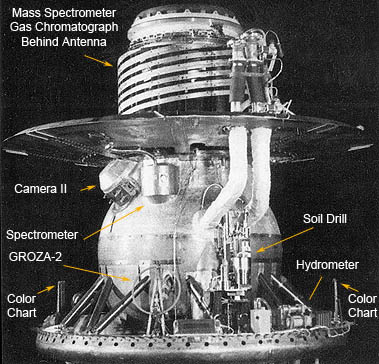 Mass Spectrometer
Gas Chromatograph
Behind Antenna
Camera II
Spectrometer
GROZA-2
Soil Drill
Hydrometer
Color
Chart
Color
Chart